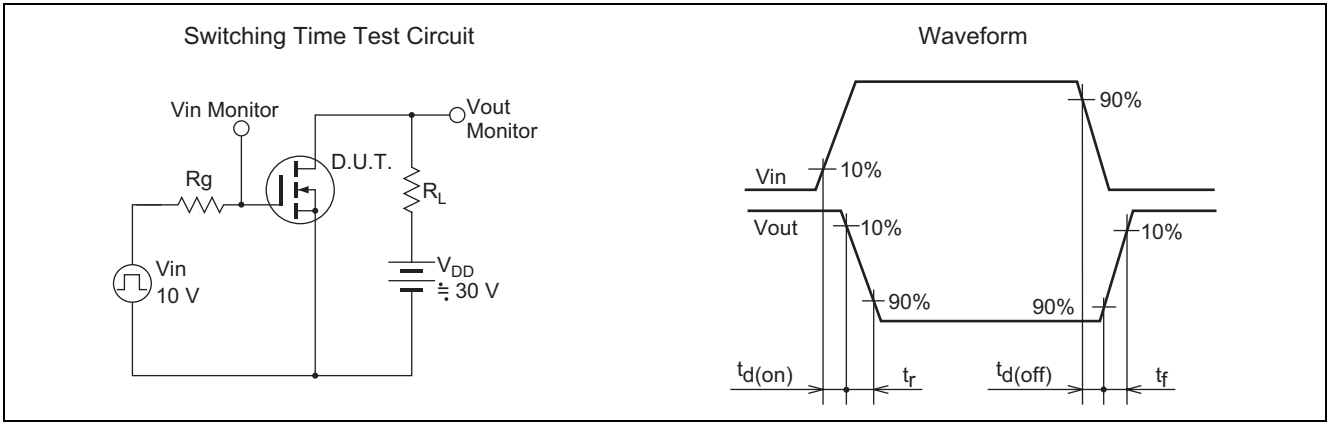 Switching Time Test Circuit
Vin Monitor
Vout
Monitor
D.U.T.
Rg
RL
Vin
10 V
VDD
≒ 30 V
Waveform
Vin
10%
90%
Vout
10%
90%
90%
10%
td(on)
tr
td(off)
tf